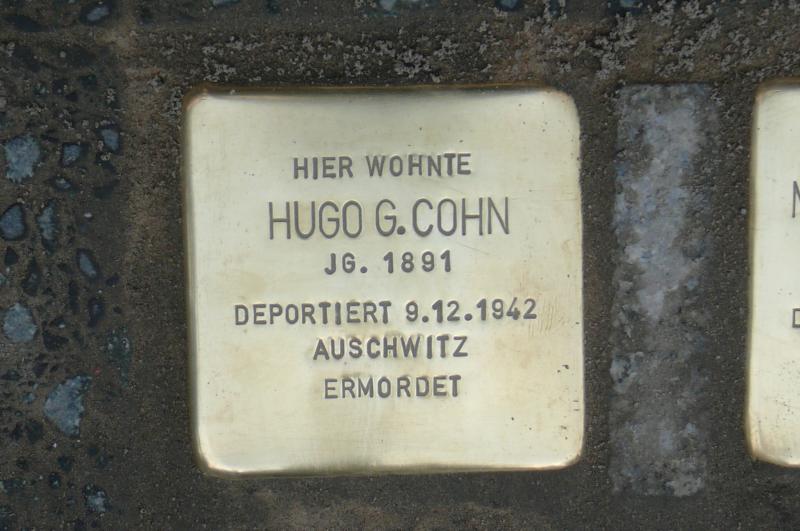 HIER WOHNTE
HUGO G. COHN
JG. 1891
DEPORTIERT 9.12.1942
AUSCHWITZ
ERMORDET